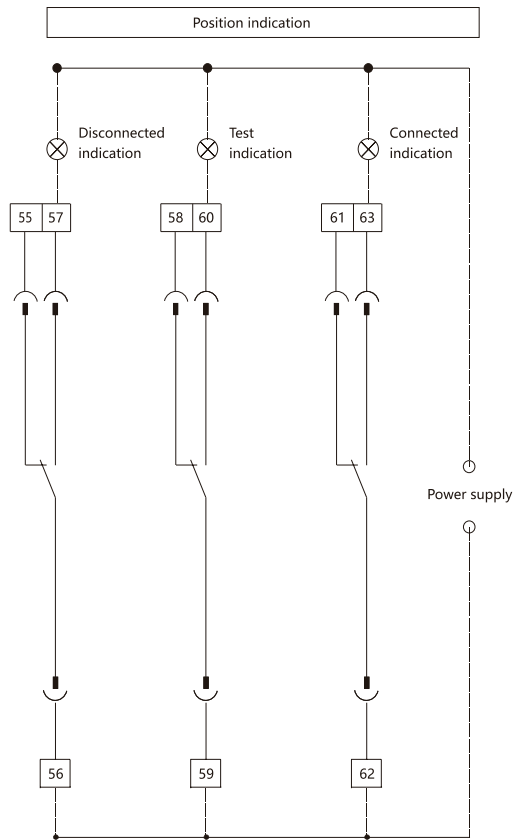 Position indication
Disconnected
indication
Test
indication
Connected
indication
55 57 58 60 61 63
Power supply
56 59 62